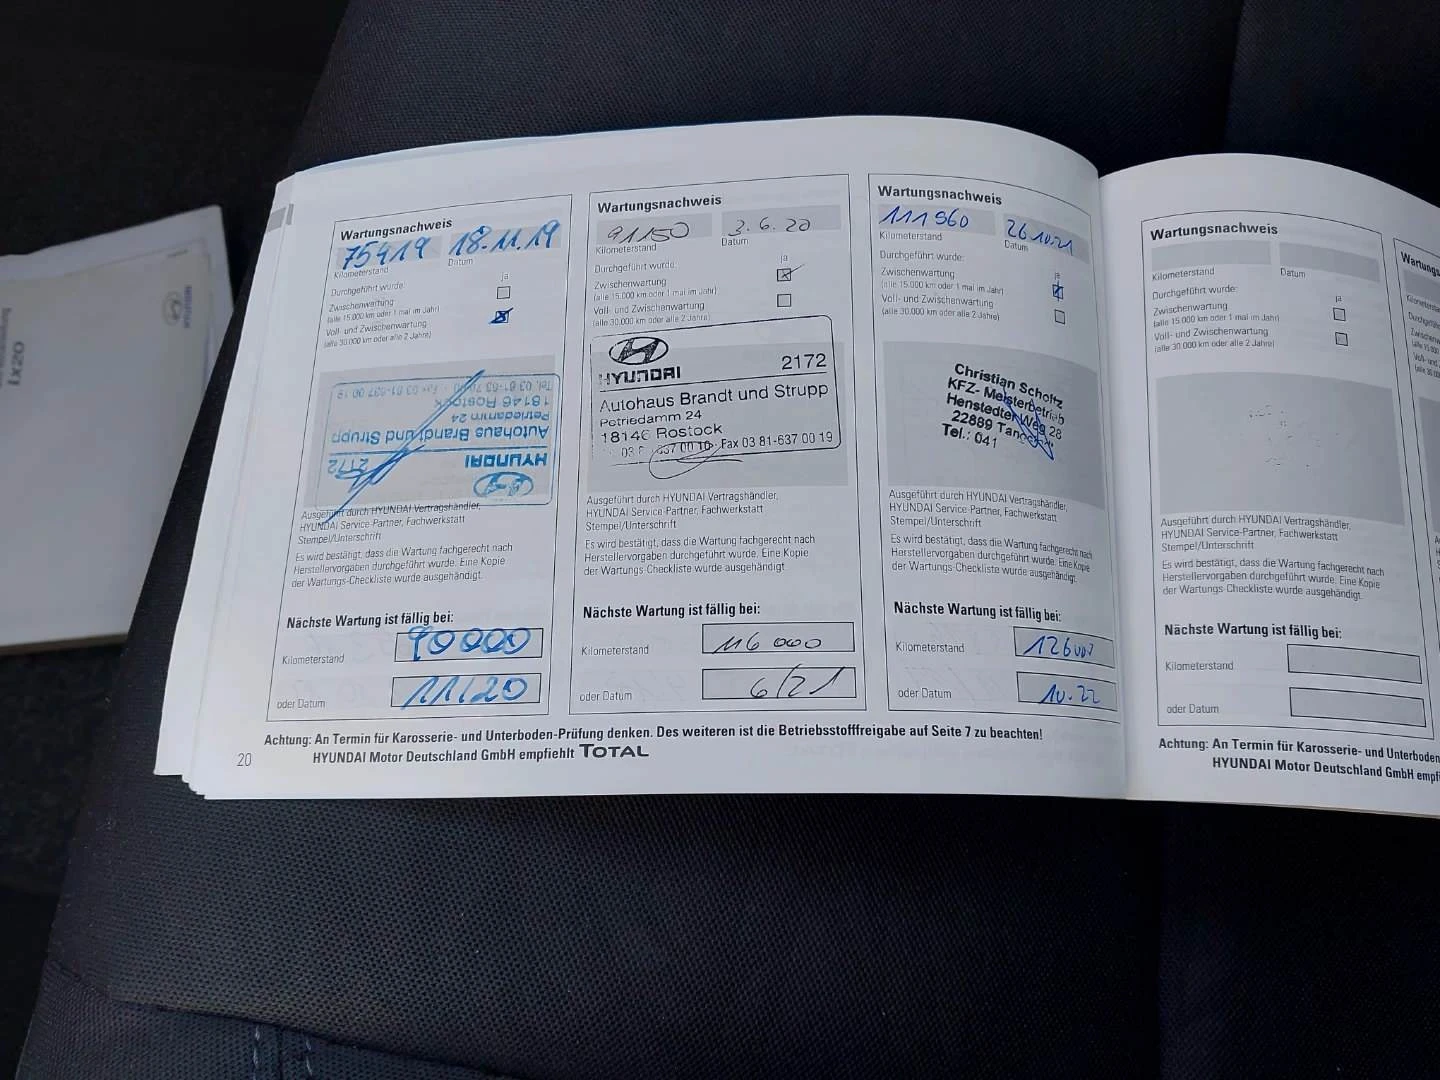 Wartungsnachweis
75419 18.11.19
Kilometerstand Datum
Durchgeführt wurde: ja
Zwischenwartung
(alle 15.000 km oder 1 mal im Jahr)
Voll- und Zwischenwartung
(alle 30.000 km oder alle 2 Jahre)
HYUNDAI 2172
Autohaus Brandt und Strupp
Petriedamm 24
18146 Rostock
Ausgeführt durch HYUNDAI Vertragshändler,
HYUNDAI Service-Partner, Fachwerkstatt
Stempel/Unterschrift
Es wird bestätigt, dass die Wartung fachgerecht nach
Herstellervorgaben durchgeführt wurde. Eine Kopie
der Wartungs-Checkliste wurde ausgehändigt.
Nächste Wartung ist fällig bei:
Kilometerstand 90000
oder Datum 11/20
Wartungsnachweis
91150 3.6.20
Kilometerstand Datum
Durchgeführt wurde: ja
Zwischenwartung
(alle 15.000 km oder 1 mal im Jahr)
Voll- und Zwischenwartung
(alle 30.000 km oder alle 2 Jahre)
HYUNDAI 2172
Autohaus Brandt und Strupp
Petriedamm 24
18146 Rostock
Fax 03 81-637 00 19
Ausgeführt durch HYUNDAI Vertragshändler,
HYUNDAI Service-Partner, Fachwerkstatt
Stempel/Unterschrift
Es wird bestätigt, dass die Wartung fachgerecht nach
Herstellervorgaben durchgeführt wurde. Eine Kopie
der Wartungs-Checkliste wurde ausgehändigt
Nächste Wartung ist fällig bei:
Kilometerstand 116 000
oder Datum 6/21
Wartungsnachweis
111960 26.10.21
Kilometerstand Datum
Durchgeführt wurde: ja
Zwischenwartung
(alle 15.000 km oder 1 mal im Jahr)
Voll- und Zwischenwartung
(alle 30.000 km oder alle 2 Jahre)
Christian Scholtz
KFZ- Meisterbetrieb
Henstedter Weg 28
22889
Tel.: 041
Ausgeführt durch HYUNDAI Vertragshändler,
HYUNDAI Service-Partner, Fachwerkstatt
Stempel/Unterschrift
Es wird bestätigt, dass die Wartung fachgerecht nach
Herstellervorgaben durchgeführt wurde. Eine Kopie
der Wartungs-Checkliste wurde ausgehändigt.
Nächste Wartung ist fällig bei:
Kilometerstand 126000
oder Datum 10.22
Achtung: An Termin für Karosserie- und Unterboden-Prüfung denken. Des weiteren ist die Betriebsstofffreigabe auf Seite 7 zu beachten!
20 HYUNDAI Motor Deutschland GmbH empfiehlt TOTAL
Wartungsnachweis
Kilometerstand Datum
Durchgeführt wurde: ja
Zwischenwartung
(alle 15.000 km oder 1 mal im Jahr)
Voll- und Zwischenwartung
(alle 30.000 km oder alle 2 Jahre)
Ausgeführt durch HYUNDAI Vertragshändler,
HYUNDAI Service-Partner, Fachwerkstatt
Stempel/Unterschrift
Es wird bestätigt, dass die Wartung fachgerecht nach
Herstellervorgaben durchgeführt wurde. Eine Kopie
der Wartungs-Checkliste wurde ausgehändigt.
Nächste Wartung ist fällig bei:
Kilometerstand
oder Datum
Achtung: An Termin für Karosserie- und Unterboden
HYUNDAI Motor Deutschland GmbH empf